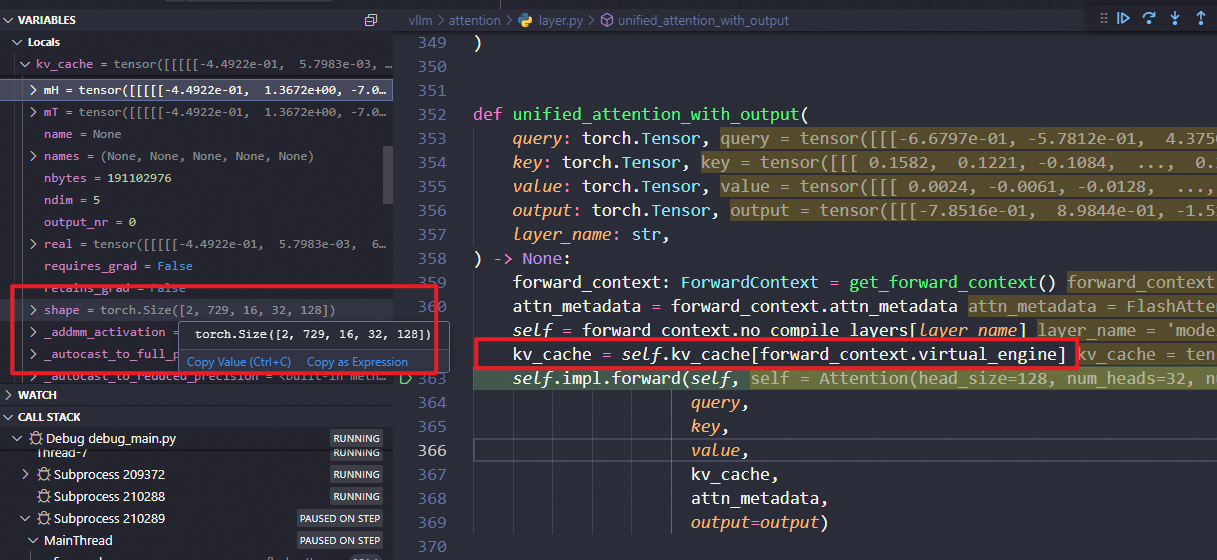 VARIABLES
Locals
kv_cache = tensor([[[[[-4.4922e-01, 5.7983e-03, ...
mH = tensor([[[[[-4.4922e-01, 1.3672e+00, -7.0...
mT = tensor([[[[[-4.4922e-01, 1.3672e+00, -7.0...
name = None
names = (None, None, None, None, None)
nbytes = 191102976
ndim = 5
output_nr = 0
real = tensor([[[[[-4.4922e-01, 5.7983e-03, 6...
requires_grad = False
retains_grad = False
shape = torch.Size([2, 729, 16, 32, 128])
_addmm_activation =
torch.Size([2, 729, 16, 32, 128])
_autocast_to_full_p
Copy Value (Ctrl+C) Copy as Expression
_autocast_to_reduced_precision = <built-in meth...
WATCH
CALL STACK
Debug debug_main.py RUNNING
Thread-7 RUNNING
Subprocess 209372 RUNNING
Subprocess 210288 RUNNING
Subprocess 210289 PAUSED ON STEP
MainThread PAUSED ON STEP
vllm > attention > layer.py > unified_attention_with_output
349 )
350
351
352 def unified_attention_with_output(
353 query: torch.Tensor, query = tensor([[[-6.6797e-01, -5.7812e-01, 4.3750
354 key: torch.Tensor, key = tensor([[[ 0.1582, 0.1221, -0.1084, ..., 0.
355 value: torch.Tensor, value = tensor([[[ 0.0024, -0.0061, -0.0128, ...,
356 output: torch.Tensor, output = tensor([[[-7.8516e-01, 8.9844e-01, -1.5
357 layer_name: str,
358 ) -> None:
359 forward_context: ForwardContext = get_forward_context() forward_context
360 attn_metadata = forward_context.attn_metadata attn_metadata = FlashAtte
self = forward_context.no_compile_layers[layer_name] layer_name = 'mode
kv_cache = self.kv_cache[forward_context.virtual_engine] kv_cache = ten
363 self.impl.forward(self, self = Attention(head_size=128, num_heads=32, nu
364 query,
365 key,
366 value,
367 kv_cache,
368 attn_metadata,
369 output=output)
370